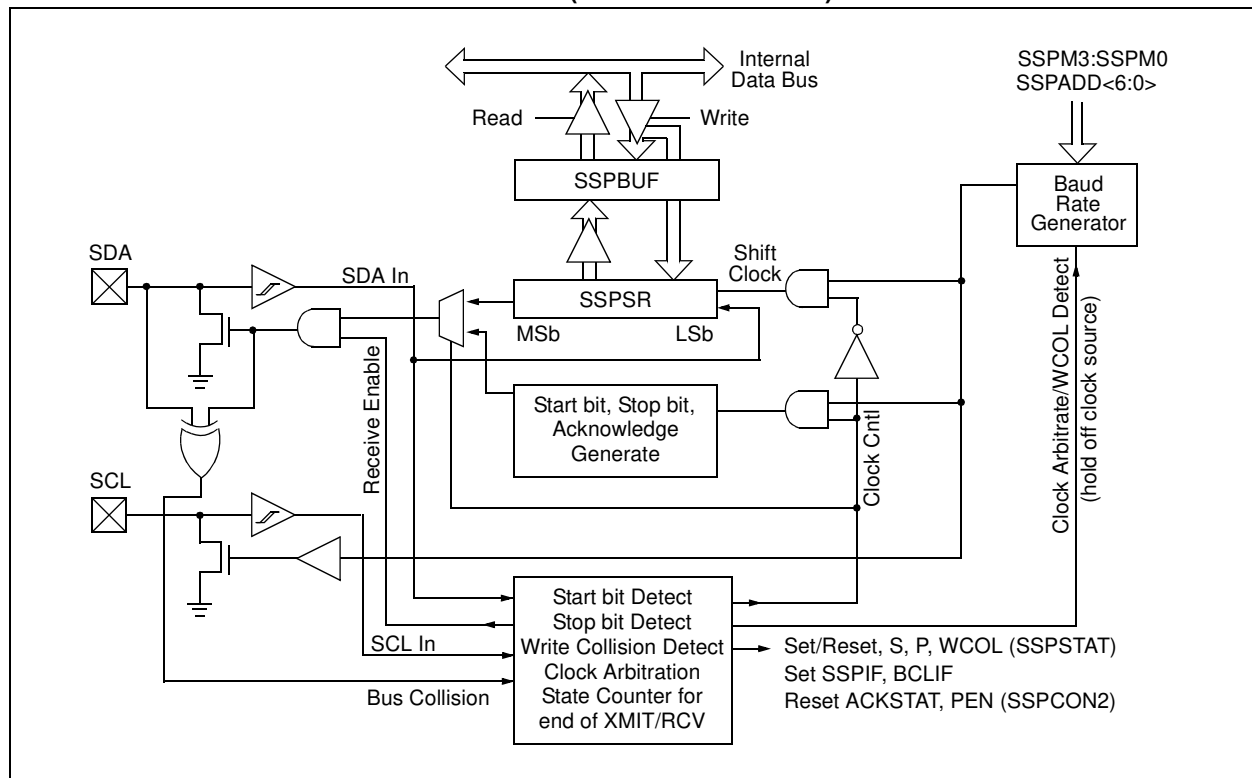 Internal
Data Bus
SSPM3:SSPM0
SSPADD<6:0>
Read
Write
SSPBUF
Baud
Rate
Generator
SDA
SDA In
Shift
Clock
SSPSR
MSb
LSb
Start bit, Stop bit,
Acknowledge
Generate
Receive Enable
Clock Cntl
Clock Arbitrate/WCOL Detect
(hold off clock source)
SCL
SCL In
Bus Collision
Start bit Detect
Stop bit Detect
Write Collision Detect
Clock Arbitration
State Counter for
end of XMIT/RCV
Set/Reset, S, P, WCOL (SSPSTAT)
Set SSPIF, BCLIF
Reset ACKSTAT, PEN (SSPCON2)